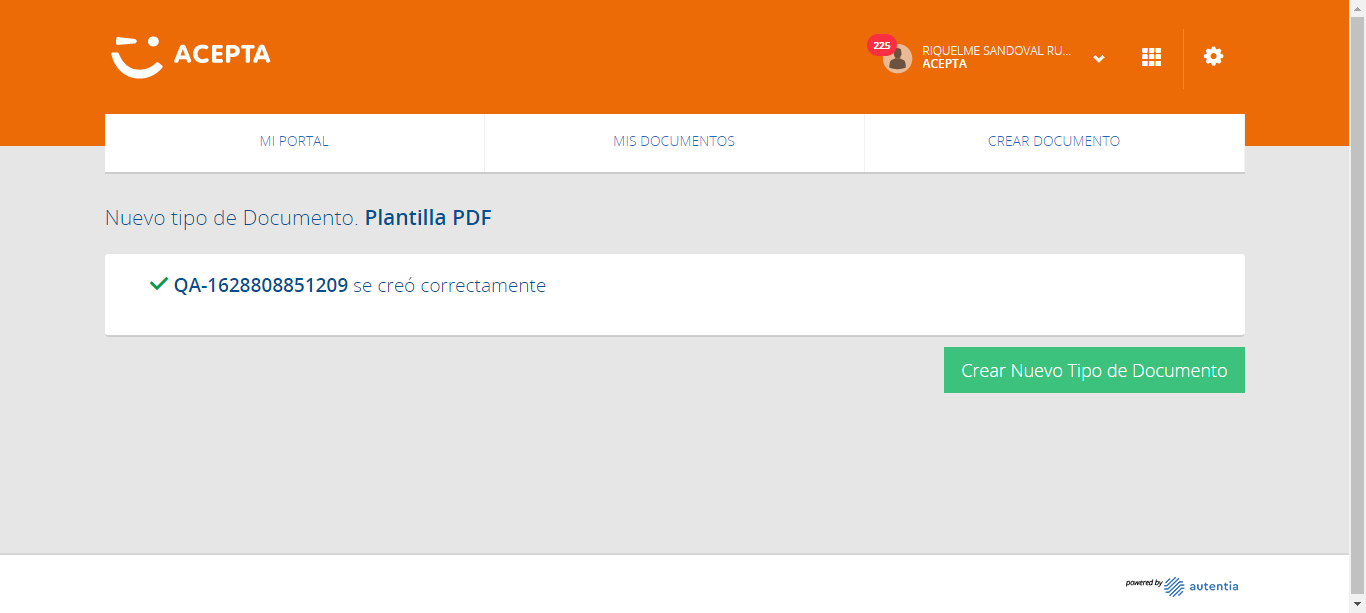 ACEPTA
225
RIQUELME SANDOVAL RU...
ACEPTA
MI PORTAL
MIS DOCUMENTOS
CREAR DOCUMENTO
Nuevo tipo de Documento. Plantilla PDF
QA-1628808851209 se creó correctamente
Crear Nuevo Tipo de Documento
powered by autentia